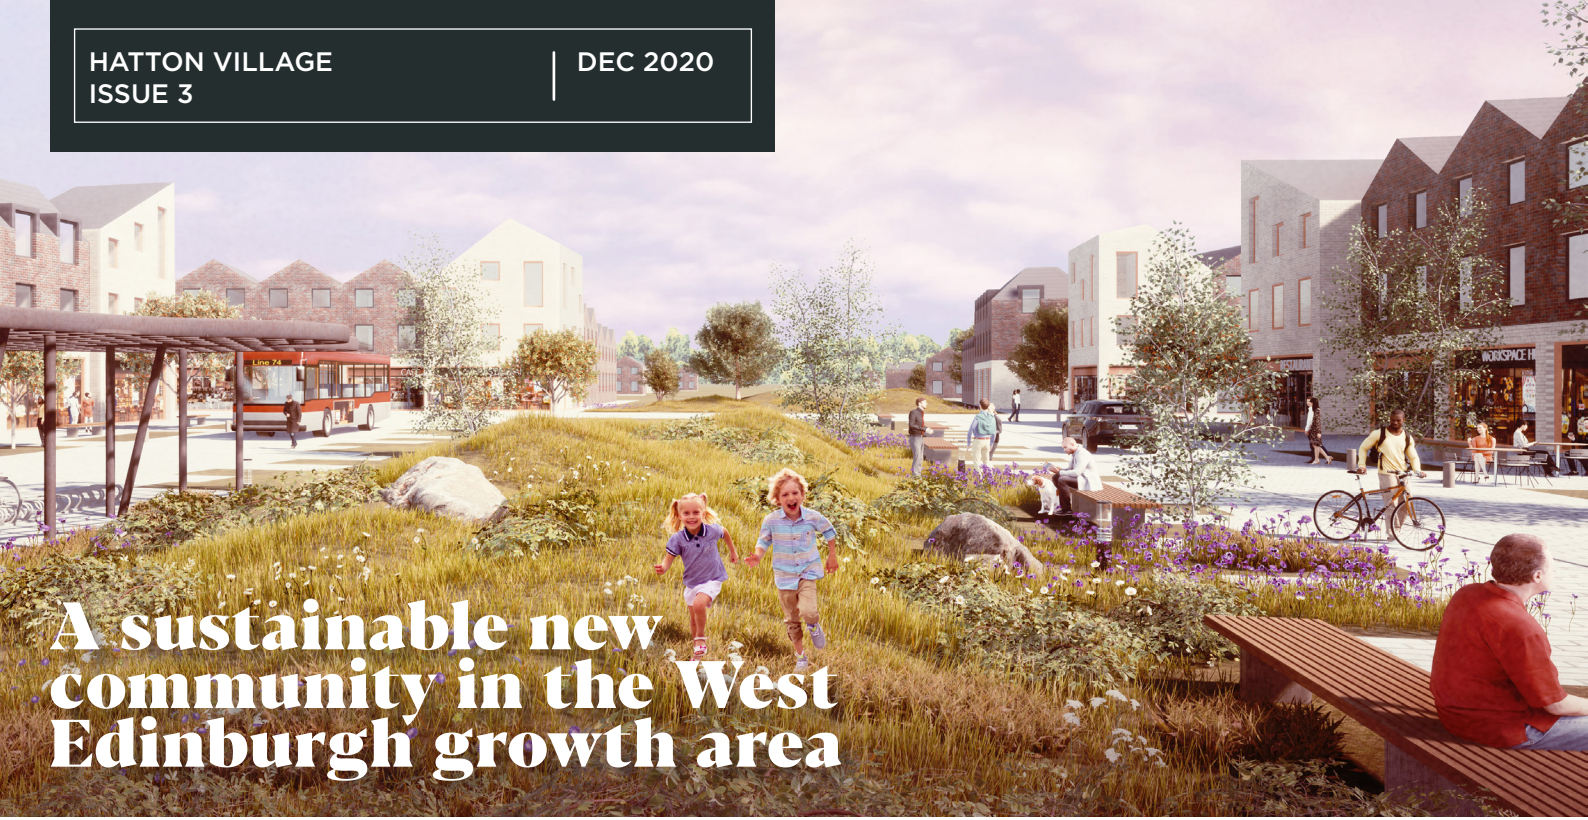 HATTON VILLAGE
ISSUE 3
DEC 2020
Line 74
WORKSPACE
A sustainable new
community in the West
Edinburgh growth area